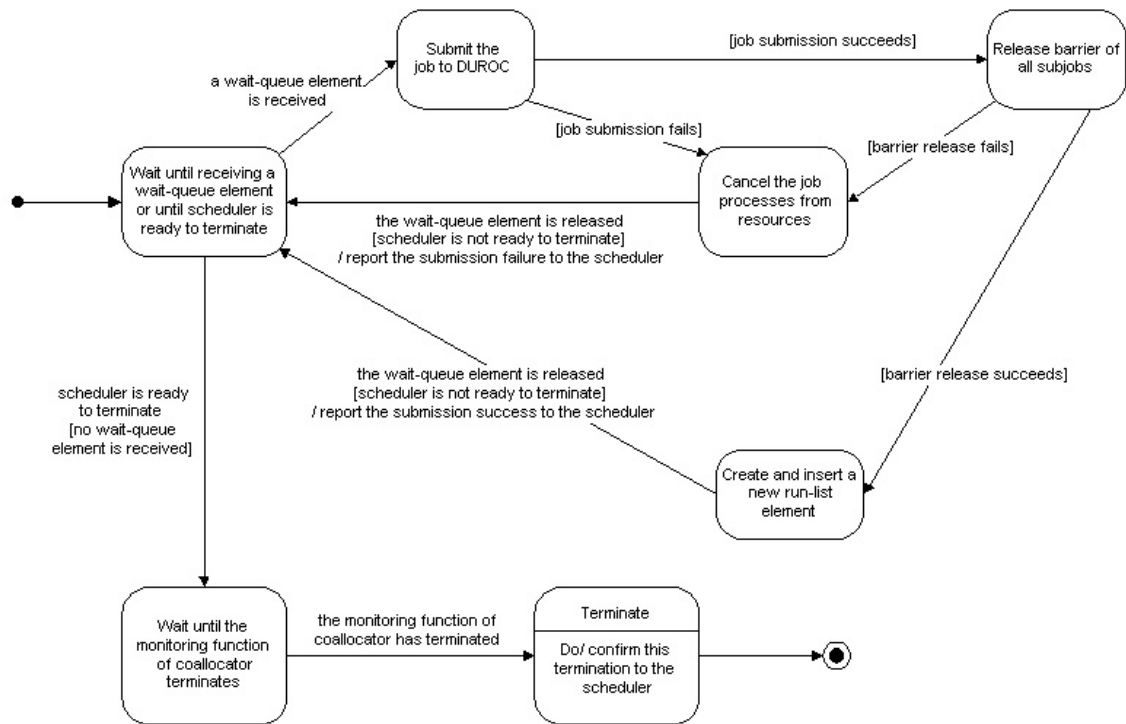 Submit the
job to DUROC
[job submission succeeds]
Release barrier of
all subjobs
a wait-queue element
is received
[job submission fails]
[barrier release fails]
Wait until receiving a
wait-queue element
or until scheduler is
ready to terminate
Cancel the job
processes from
resources
the wait-queue element is released
[scheduler is not ready to terminate]
/ report the submission failure to the scheduler
the wait-queue element is released
[scheduler is not ready to terminate]
/ report the submission success to the scheduler
[barrier release succeeds]
scheduler is ready
to terminate
[no wait-queue
element is received]
Create and insert a
new run-list
element
Wait until the
monitoring function
of coallocator
terminates
the monitoring function of
coallocator has terminated
Terminate
Do/ confirm this
termination to the
scheduler